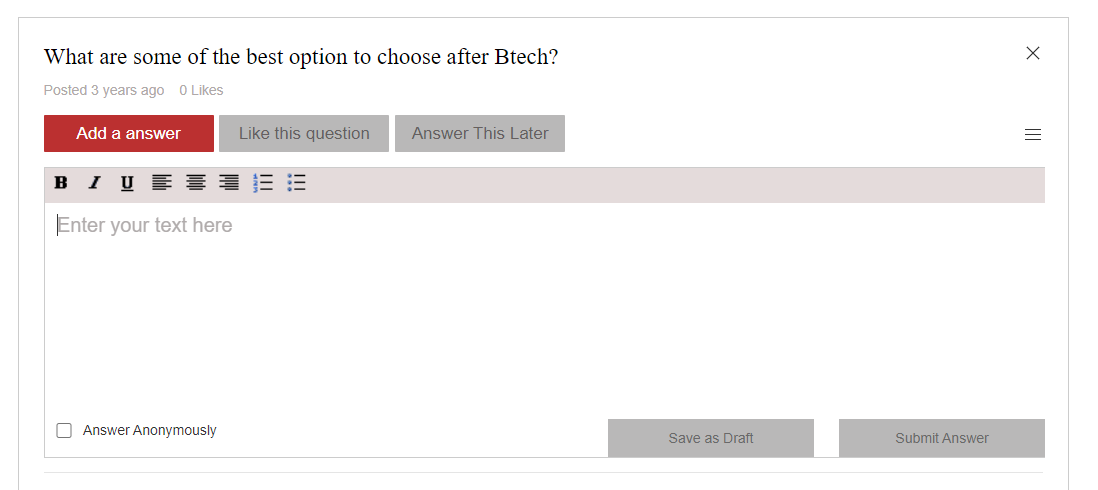 What are some of the best option to choose after Btech?
Posted 3 years ago 0 Likes
Add a answer Like this question Answer This Later
B I U
Enter your text here
Answer Anonymously Save as Draft Submit Answer